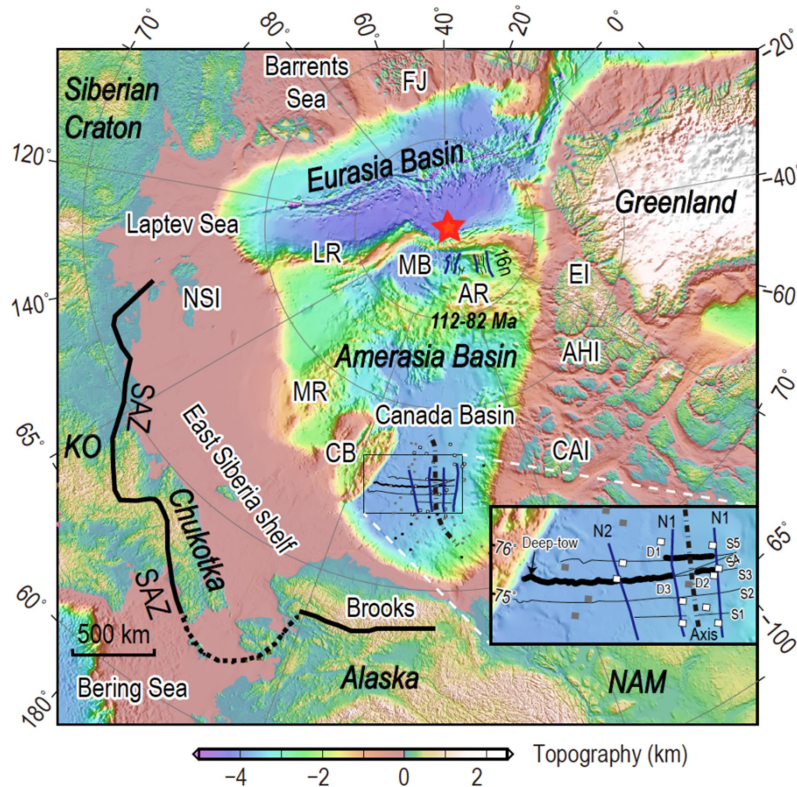 70°
80°
60°
40°
20°
0°
-20°
Siberian
Craton
Barrents
Sea
FJ
120°
Eurasia Basin
-40°
Greenland
Laptev Sea
LR
MB
16n
EI
NSI
AR
-60°
112-82 Ma
140°
Amerasia Basin
AHI
MR
70°
SAZ
Canada Basin
East Siberia shelf
CB
CAI
65°
KO
Chukotka
N1
N1
65°
N2
76°
Deep-tow
D1
S5
S4
S3
D3
D2
S2
75°
S1
Axis
-100°
SAZ
60°
Brooks
500 km
Bering Sea
Alaska
NAM
180°
-4
-2
0
2
Topography (km)